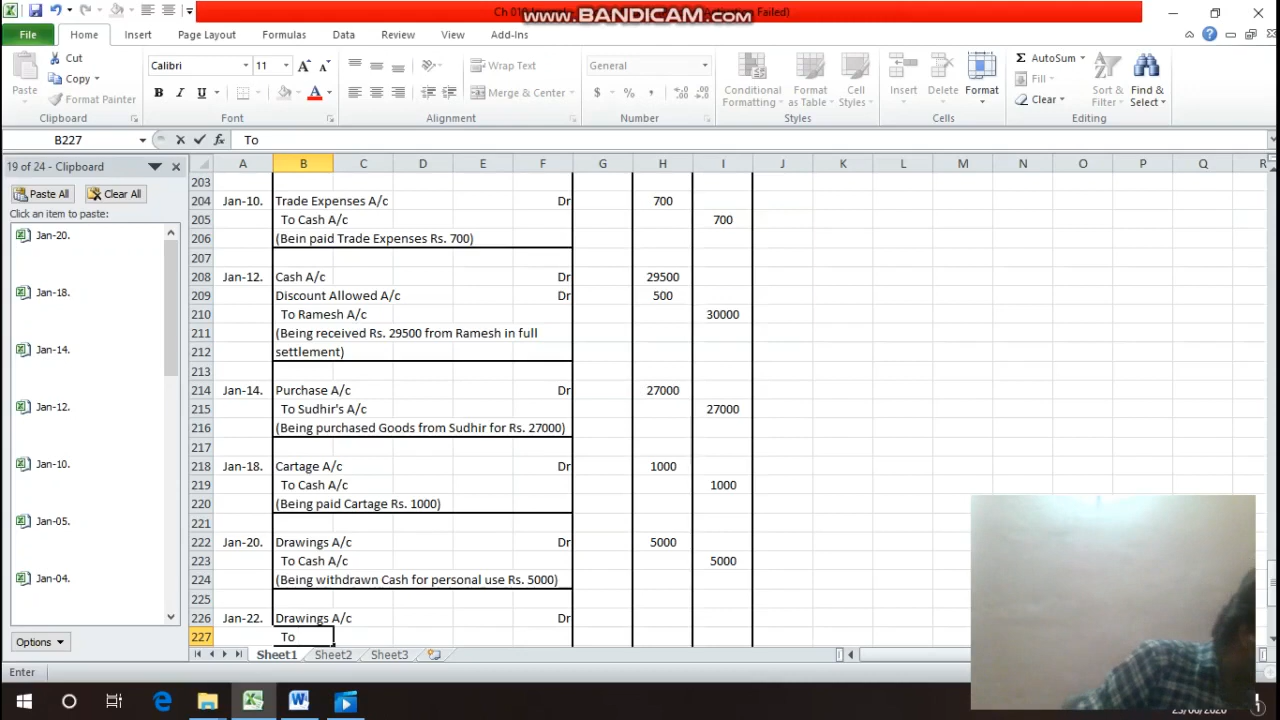 Ch 010
Failed)
www.BANDICAM.com
File Home Insert Page Layout Formulas Data Review View Add-Ins
Paste
Cut
Copy
Format Painter
Clipboard
Calibri 11
B I U
Font
Wrap Text
Merge & Center
Alignment
General
$ % ,
Number
Conditional Formatting
Format as Table
Cell Styles
Styles
Insert Delete Format
Cells
Σ AutoSum
Fill
Clear
Sort & Filter
Find & Select
Editing
B227 fx To
19 of 24 - Clipboard
Paste All Clear All
Click an item to paste:
Jan-20.
Jan-18.
Jan-14.
Jan-12.
Jan-10.
Jan-05.
Jan-04.
Options
A B C D E F G H I J K L M N O P Q R
203
204 Jan-10. Trade Expenses A/c Dr 700
205 To Cash A/c 700
206 (Bein paid Trade Expenses Rs. 700)
207
208 Jan-12. Cash A/c Dr 29500
209 Discount Allowed A/c Dr 500
210 To Ramesh A/c 30000
211 (Being received Rs. 29500 from Ramesh in full
212 settlement)
213
214 Jan-14. Purchase A/c Dr 27000
215 To Sudhir's A/c 27000
216 (Being purchased Goods from Sudhir for Rs. 27000)
217
218 Jan-18. Cartage A/c Dr 1000
219 To Cash A/c 1000
220 (Being paid Cartage Rs. 1000)
221
222 Jan-20. Drawings A/c Dr 5000
223 To Cash A/c 5000
224 (Being withdrawn Cash for personal use Rs. 5000)
225
226 Jan-22. Drawings A/c Dr
227 To
Sheet1 Sheet2 Sheet3
Enter